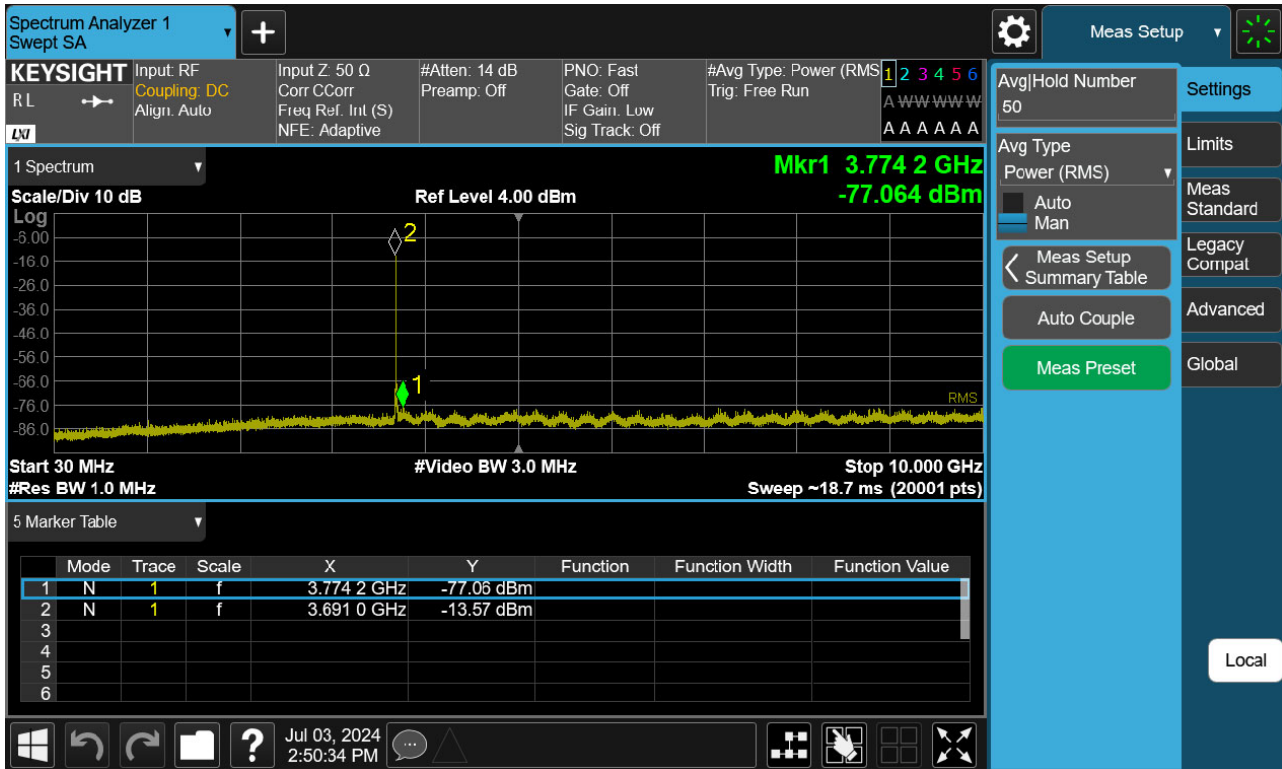 Spectrum Analyzer 1
Swept SA
+
Meas Setup
KEYSIGHT
R L
LXI
Input: RF
Coupling: DC
Align: Auto
Input Z: 50 Ω
Corr CCorr
Freq Ref: Int (S)
NFE: Adaptive
#Atten: 14 dB
Preamp: Off
PNO: Fast
Gate: Off
IF Gain: Low
Sig Track: Off
#Avg Type: Power (RMS
Trig: Free Run
1 2 3 4 5 6
A W W W W W
A A A A A A
1 Spectrum
Scale/Div 10 dB
Ref Level 4.00 dBm
Mkr1 3.774 2 GHz
-77.064 dBm
Log
-6.00
-16.0
-26.0
-36.0
-46.0
-56.0
-66.0
-76.0
-86.0
2
1
RMS
Start 30 MHz
#Video BW 3.0 MHz
Stop 10.000 GHz
#Res BW 1.0 MHz
Sweep ~18.7 ms (20001 pts)
5 Marker Table
Mode Trace Scale X Y Function Function Width Function Value
1 N 1 f 3.774 2 GHz -77.06 dBm
2 N 1 f 3.691 0 GHz -13.57 dBm
3
4
5
6
Avg|Hold Number
50
Avg Type
Power (RMS)
Auto
Man
Meas Setup
Summary Table
Auto Couple
Meas Preset
Settings
Limits
Meas
Standard
Legacy
Compat
Advanced
Global
Local
?
Jul 03, 2024
2:50:34 PM